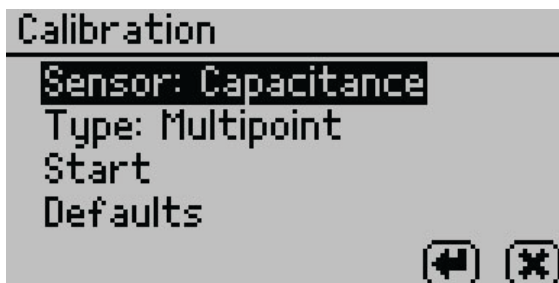 Calibration
Sensor: Capacitance
Type: Multipoint
Start
Defaults